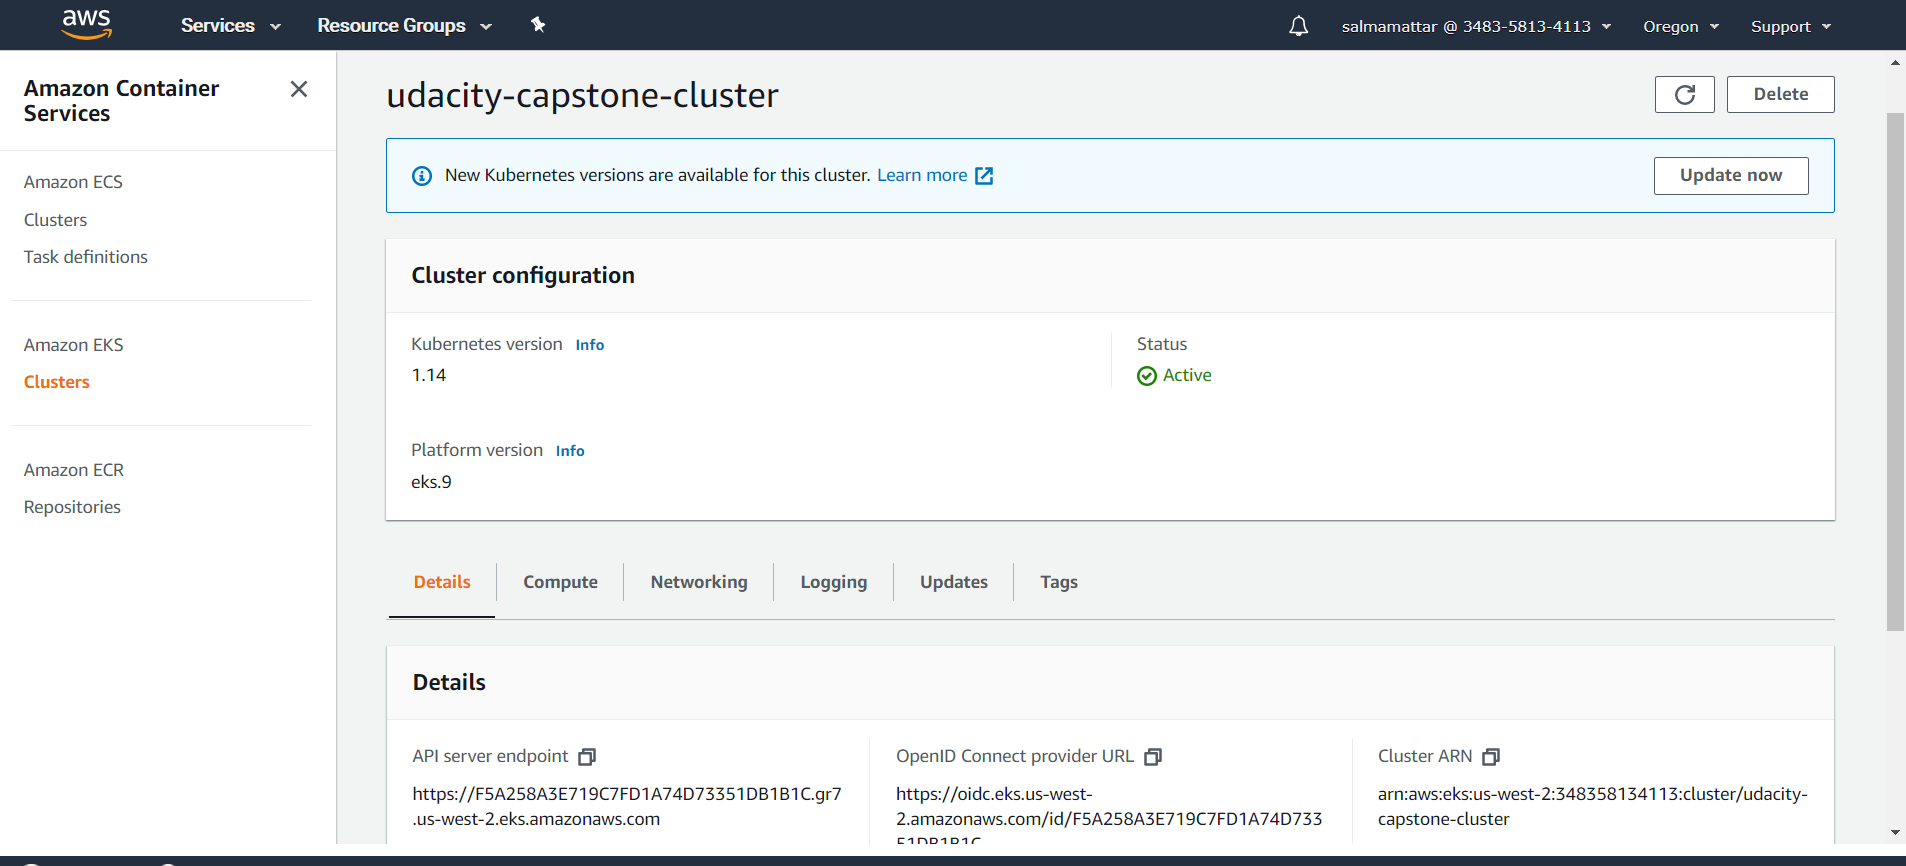 aws Services Resource Groups salmamattar @ 3483-5813-4113 Oregon Support
Amazon Container
Services
Amazon ECS
Clusters
Task definitions
Amazon EKS
Clusters
Amazon ECR
Repositories
udacity-capstone-cluster
Delete
New Kubernetes versions are available for this cluster. Learn more
Update now
Cluster configuration
Kubernetes version Info
1.14
Status
Active
Platform version Info
eks.9
Details Compute Networking Logging Updates Tags
Details
API server endpoint
https://F5A258A3E719C7FD1A74D73351DB1B1C.gr7
.us-west-2.eks.amazonaws.com
OpenID Connect provider URL
https://oidc.eks.us-west-
2.amazonaws.com/id/F5A258A3E719C7FD1A74D733
51DB1B1C
Cluster ARN
arn:aws:eks:us-west-2:348358134113:cluster/udacity-
capstone-cluster